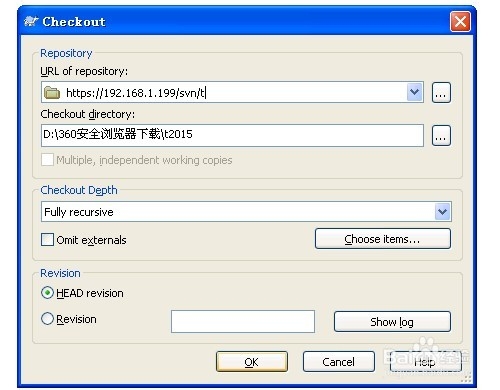 Checkout
Repository
URL of repository:
https://192.168.1.199/svn/t
...
Checkout directory:
D:\360安全浏览器下载\t2015
...
Multiple, independent working copies
Checkout Depth
Fully recursive
Omit externals
Choose items...
Revision
HEAD revision
Revision
Show log
OK
Cancel
Help